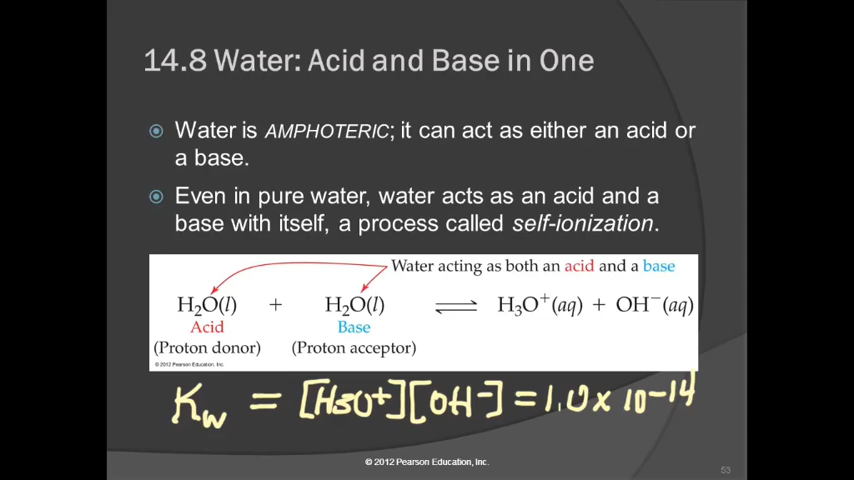 14.8 Water: Acid and Base in One
Water is AMPHOTERIC; it can act as either an acid or
a base.
Even in pure water, water acts as an acid and a
base with itself, a process called self-ionization.
Water acting as both an acid and a base
H₂O(l) + H₂O(l) ⇌ H₃O⁺(aq) + OH⁻(aq)
Acid Base
(Proton donor) (Proton acceptor)
© 2012 Pearson Education, Inc.
Kw = [H3O+][OH-] = 1.0 x 10-14
© 2012 Pearson Education, Inc.
53